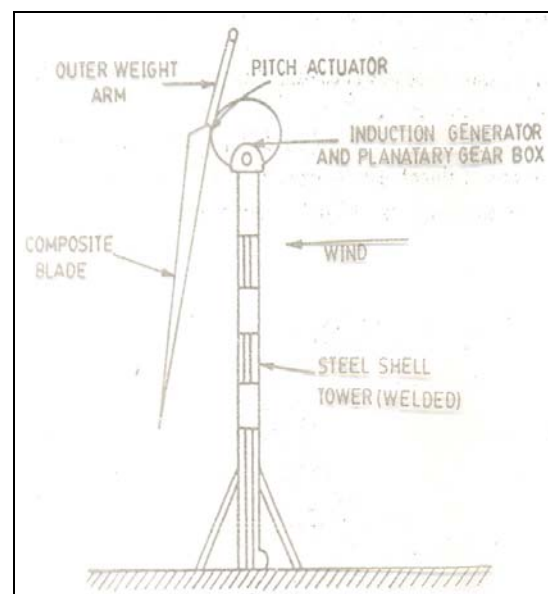 OUTER WEIGHT
ARM
PITCH ACTUATOR
INDUCTION GENERATOR
AND PLANATARY GEAR BOX
COMPOSITE
BLADE
WIND
STEEL SHELL
TOWER (WELDED)